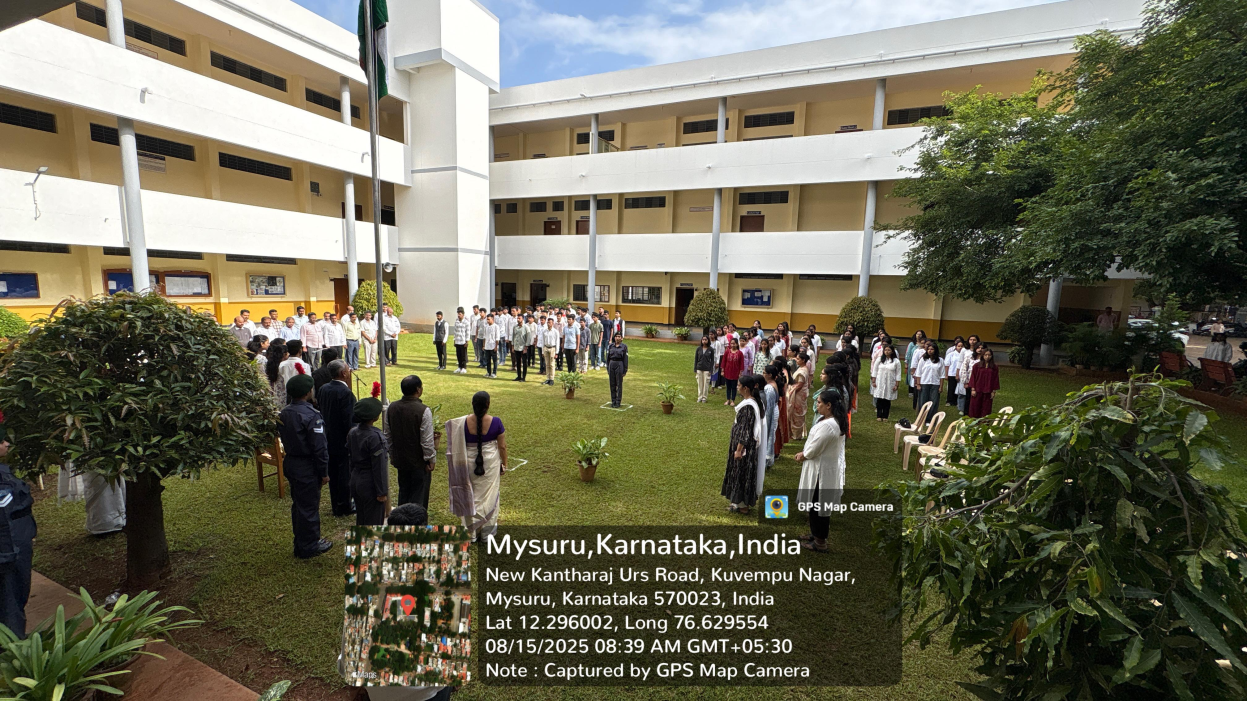 GPS Map Camera
Mysuru,Karnataka,India
New Kantharaj Urs Road, Kuvempu Nagar,
Mysuru, Karnataka 570023, India
Lat 12.296002, Long 76.629554
08/15/2025 08:39 AM GMT+05:30
Note : Captured by GPS Map Camera
Maps